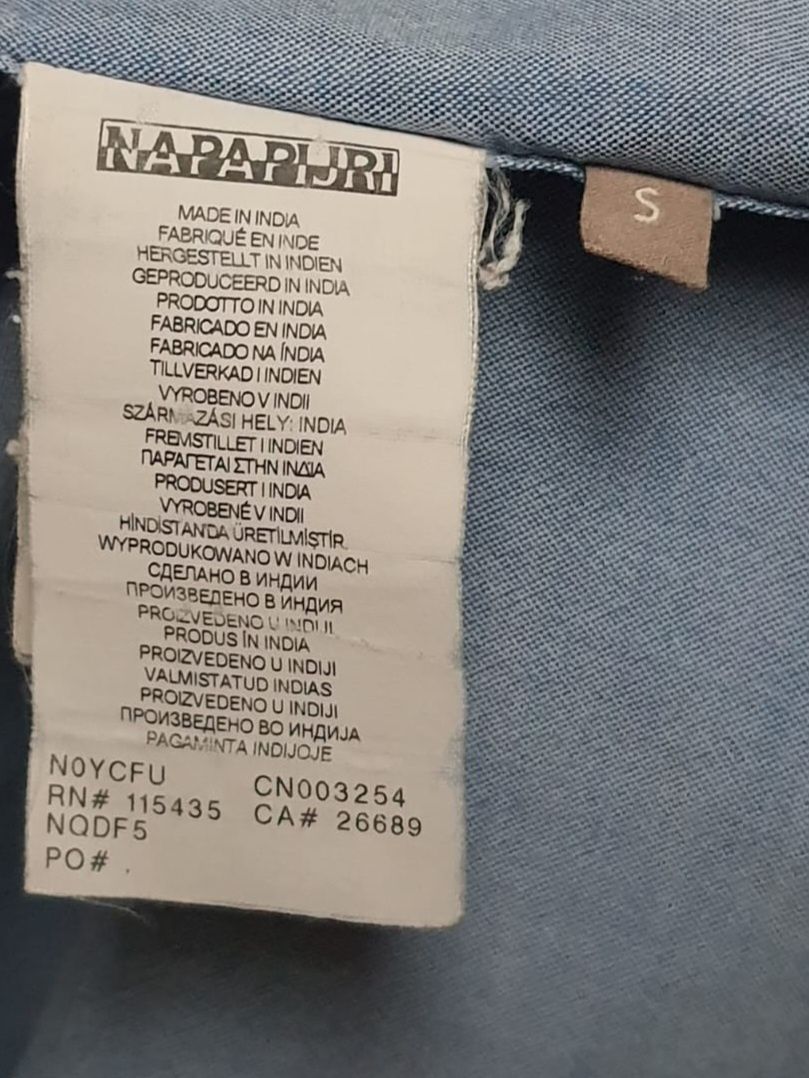 NAPAPIJRI
S
MADE IN INDIA
FABRIQUÉ EN INDE
HERGESTELLT IN INDIEN
GEPRODUCEERD IN INDIA
PRODOTTO IN INDIA
FABRICADO EN INDIA
FABRICADO NA ÍNDIA
TILLVERKAD I INDIEN
VYROBENO V INDII
SZÁRMAZÁSI HELY: INDIA
FREMSTILLET I INDIEN
ΠΑΡΑΓΕΤΑΙ ΣΤΗΝ ΙΝΔΙΑ
PRODUSERT I INDIA
VYROBENÉ V INDII
HİNDİSTAN'DA ÜRETİLMİŞTİR.
WYPRODUKOWANO W INDIACH
СДЕЛАНО В ИНДИИ
ПРОИЗВЕДЕНО В ИНДИЯ
PROIZVEDENO U INDIJI
PRODUS ÎN INDIA
PROIZVEDENO U INDIJI
VALMISTATUD INDIAS
PROIZVEDENO U INDIJI
ПРОИЗВЕДЕНО ВО ИНДИЈА
PAGAMINTA INDIJOJE
N0YCFU CN003254
RN# 115435 CA# 26689
NQDF5
PO# .